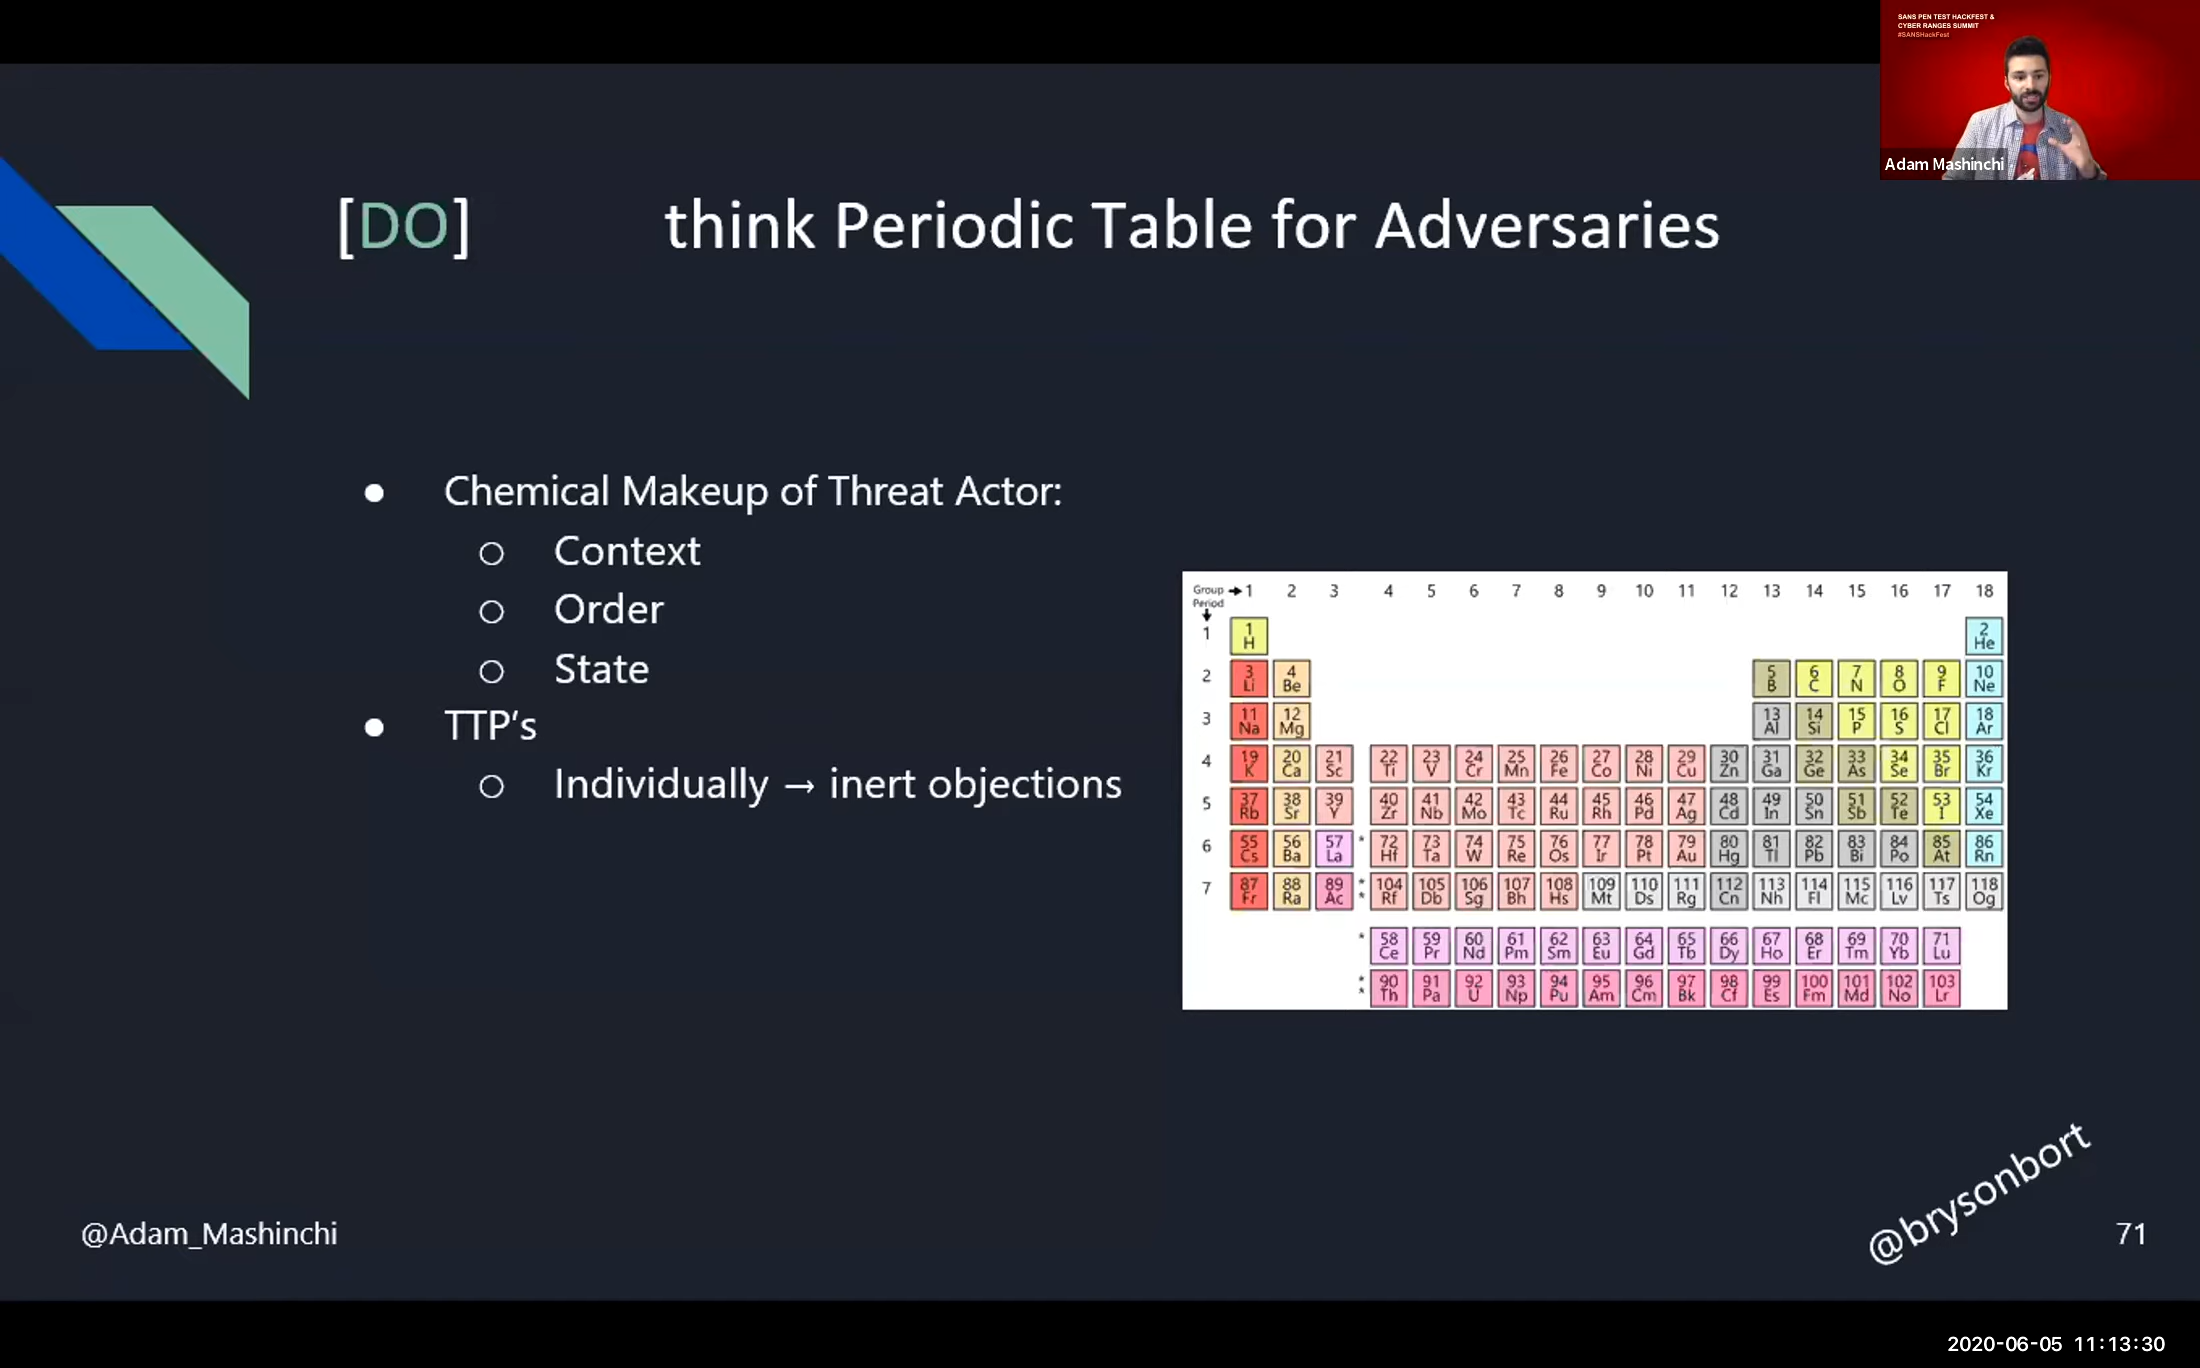 SANS PEN TEST HACKFEST &
CYBER RANGES SUMMIT
#SANSHackFest
Adam Mashinchi
[DO] think Periodic Table for Adversaries
● Chemical Makeup of Threat Actor:
○ Context
○ Order
○ State
● TTP's
○ Individually → inert objections
Group → 1 2 3 4 5 6 7 8 9 10 11 12 13 14 15 16 17 18
Period
↓
1 1 H 2 He
2 3 Li 4 Be 5 B 6 C 7 N 8 O 9 F 10 Ne
3 11 Na 12 Mg 13 Al 14 Si 15 P 16 S 17 Cl 18 Ar
4 19 K 20 Ca 21 Sc 22 Ti 23 V 24 Cr 25 Mn 26 Fe 27 Co 28 Ni 29 Cu 30 Zn 31 Ga 32 Ge 33 As 34 Se 35 Br 36 Kr
5 37 Rb 38 Sr 39 Y 40 Zr 41 Nb 42 Mo 43 Tc 44 Ru 45 Rh 46 Pd 47 Ag 48 Cd 49 In 50 Sn 51 Sb 52 Te 53 I 54 Xe
6 55 Cs 56 Ba 57 La * 72 Hf 73 Ta 74 W 75 Re 76 Os 77 Ir 78 Pt 79 Au 80 Hg 81 Tl 82 Pb 83 Bi 84 Po 85 At 86 Rn
7 87 Fr 88 Ra 89 Ac ** 104 Rf 105 Db 106 Sg 107 Bh 108 Hs 109 Mt 110 Ds 111 Rg 112 Cn 113 Nh 114 Fl 115 Mc 116 Lv 117 Ts 118 Og
* 58 Ce 59 Pr 60 Nd 61 Pm 62 Sm 63 Eu 64 Gd 65 Tb 66 Dy 67 Ho 68 Er 69 Tm 70 Yb 71 Lu
** 90 Th 91 Pa 92 U 93 Np 94 Pu 95 Am 96 Cm 97 Bk 98 Cf 99 Es 100 Fm 101 Md 102 No 103 Lr
@Adam_Mashinchi
@brysonbort
71
2020-06-05 11:13:30